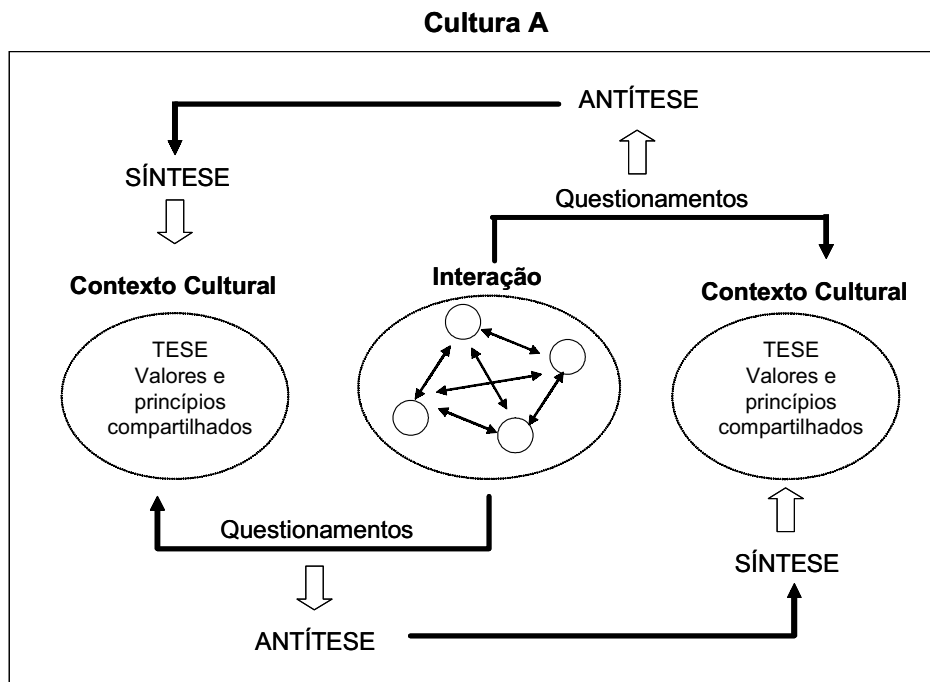 Cultura A
ANTÍTESE
SÍNTESE
Questionamentos
Contexto Cultural
Interação
Contexto Cultural
TESE
Valores e
princípios
compartilhados
TESE
Valores e
princípios
compartilhados
Questionamentos
SÍNTESE
ANTÍTESE